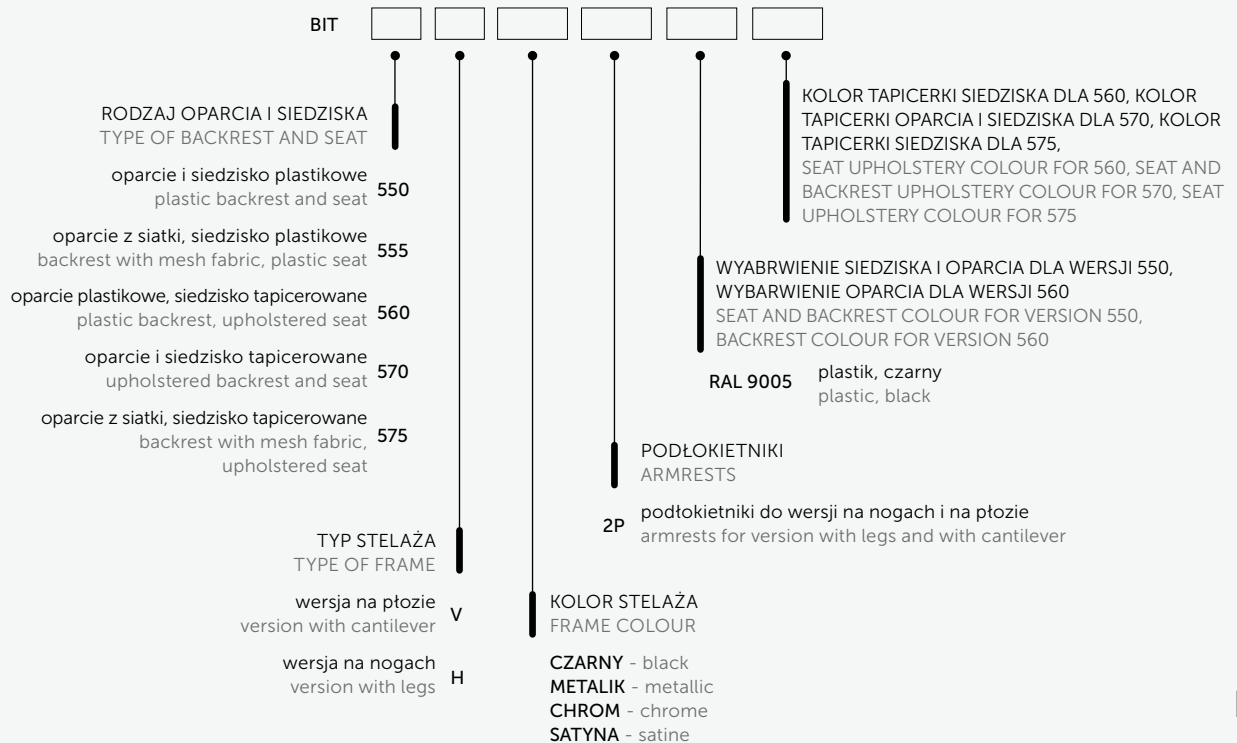 BIT
RODZAJ OPARCIA I SIEDZISKA
TYPE OF BACKREST AND SEAT
oparcie i siedzisko plastikowe
plastic backrest and seat
550
oparcie z siatki, siedzisko plastikowe
backrest with mesh fabric, plastic seat
555
oparcie plastikowe, siedzisko tapicerowane
plastic backrest, upholstered seat
560
oparcie i siedzisko tapicerowane
upholstered backrest and seat
570
oparcie z siatki, siedzisko tapicerowane
backrest with mesh fabric,
upholstered seat
575
TYP STELAŻA
TYPE OF FRAME
wersja na płozie
version with cantilever
V
wersja na nogach
version with legs
H
KOLOR STELAŻA
FRAME COLOUR
CZARNY - black
METALIK - metallic
CHROM - chrome
SATYNA - satine
PODŁOKIETNIKI
ARMRESTS
2P
podłokietniki do wersji na nogach i na płozie
armrests for version with legs and with cantilever
WYABRWIENIE SIEDZISKA I OPARCIA DLA WERSJI 550,
WYBARWIENIE OPARCIA DLA WERSJI 560
SEAT AND BACKREST COLOUR FOR VERSION 550,
BACKREST COLOUR FOR VERSION 560
RAL 9005
plastik, czarny
plastic, black
KOLOR TAPICERKI SIEDZISKA DLA 560, KOLOR
TAPICERKI OPARCIA I SIEDZISKA DLA 570, KOLOR
TAPICERKI SIEDZISKA DLA 575,
SEAT UPHOLSTERY COLOUR FOR 560, SEAT AND
BACKREST UPHOLSTERY COLOUR FOR 570, SEAT
UPHOLSTERY COLOUR FOR 575